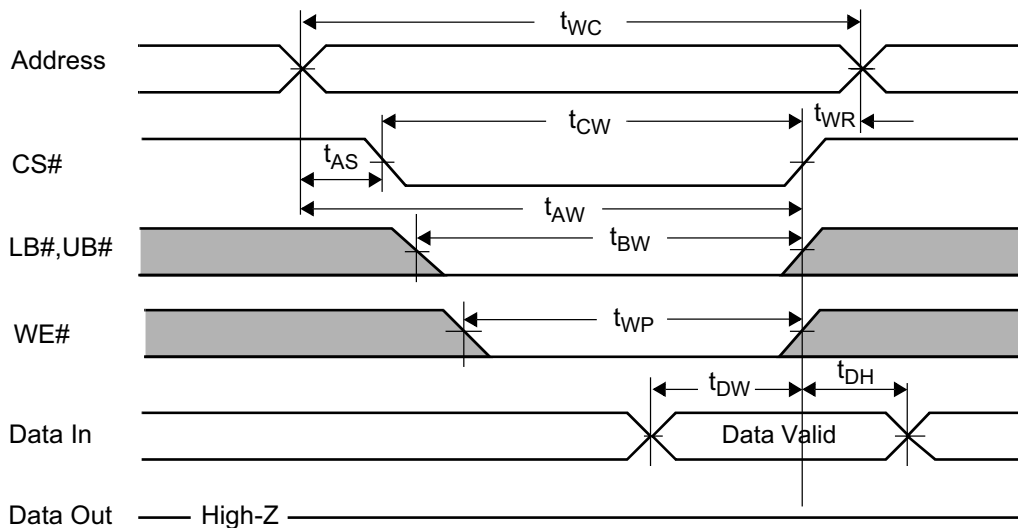 tWC
Address
tCW
tWR
CS#
tAS
tAW
LB#,UB#
tBW
WE#
tWP
tDW
tDH
Data In
Data Valid
Data Out
High-Z